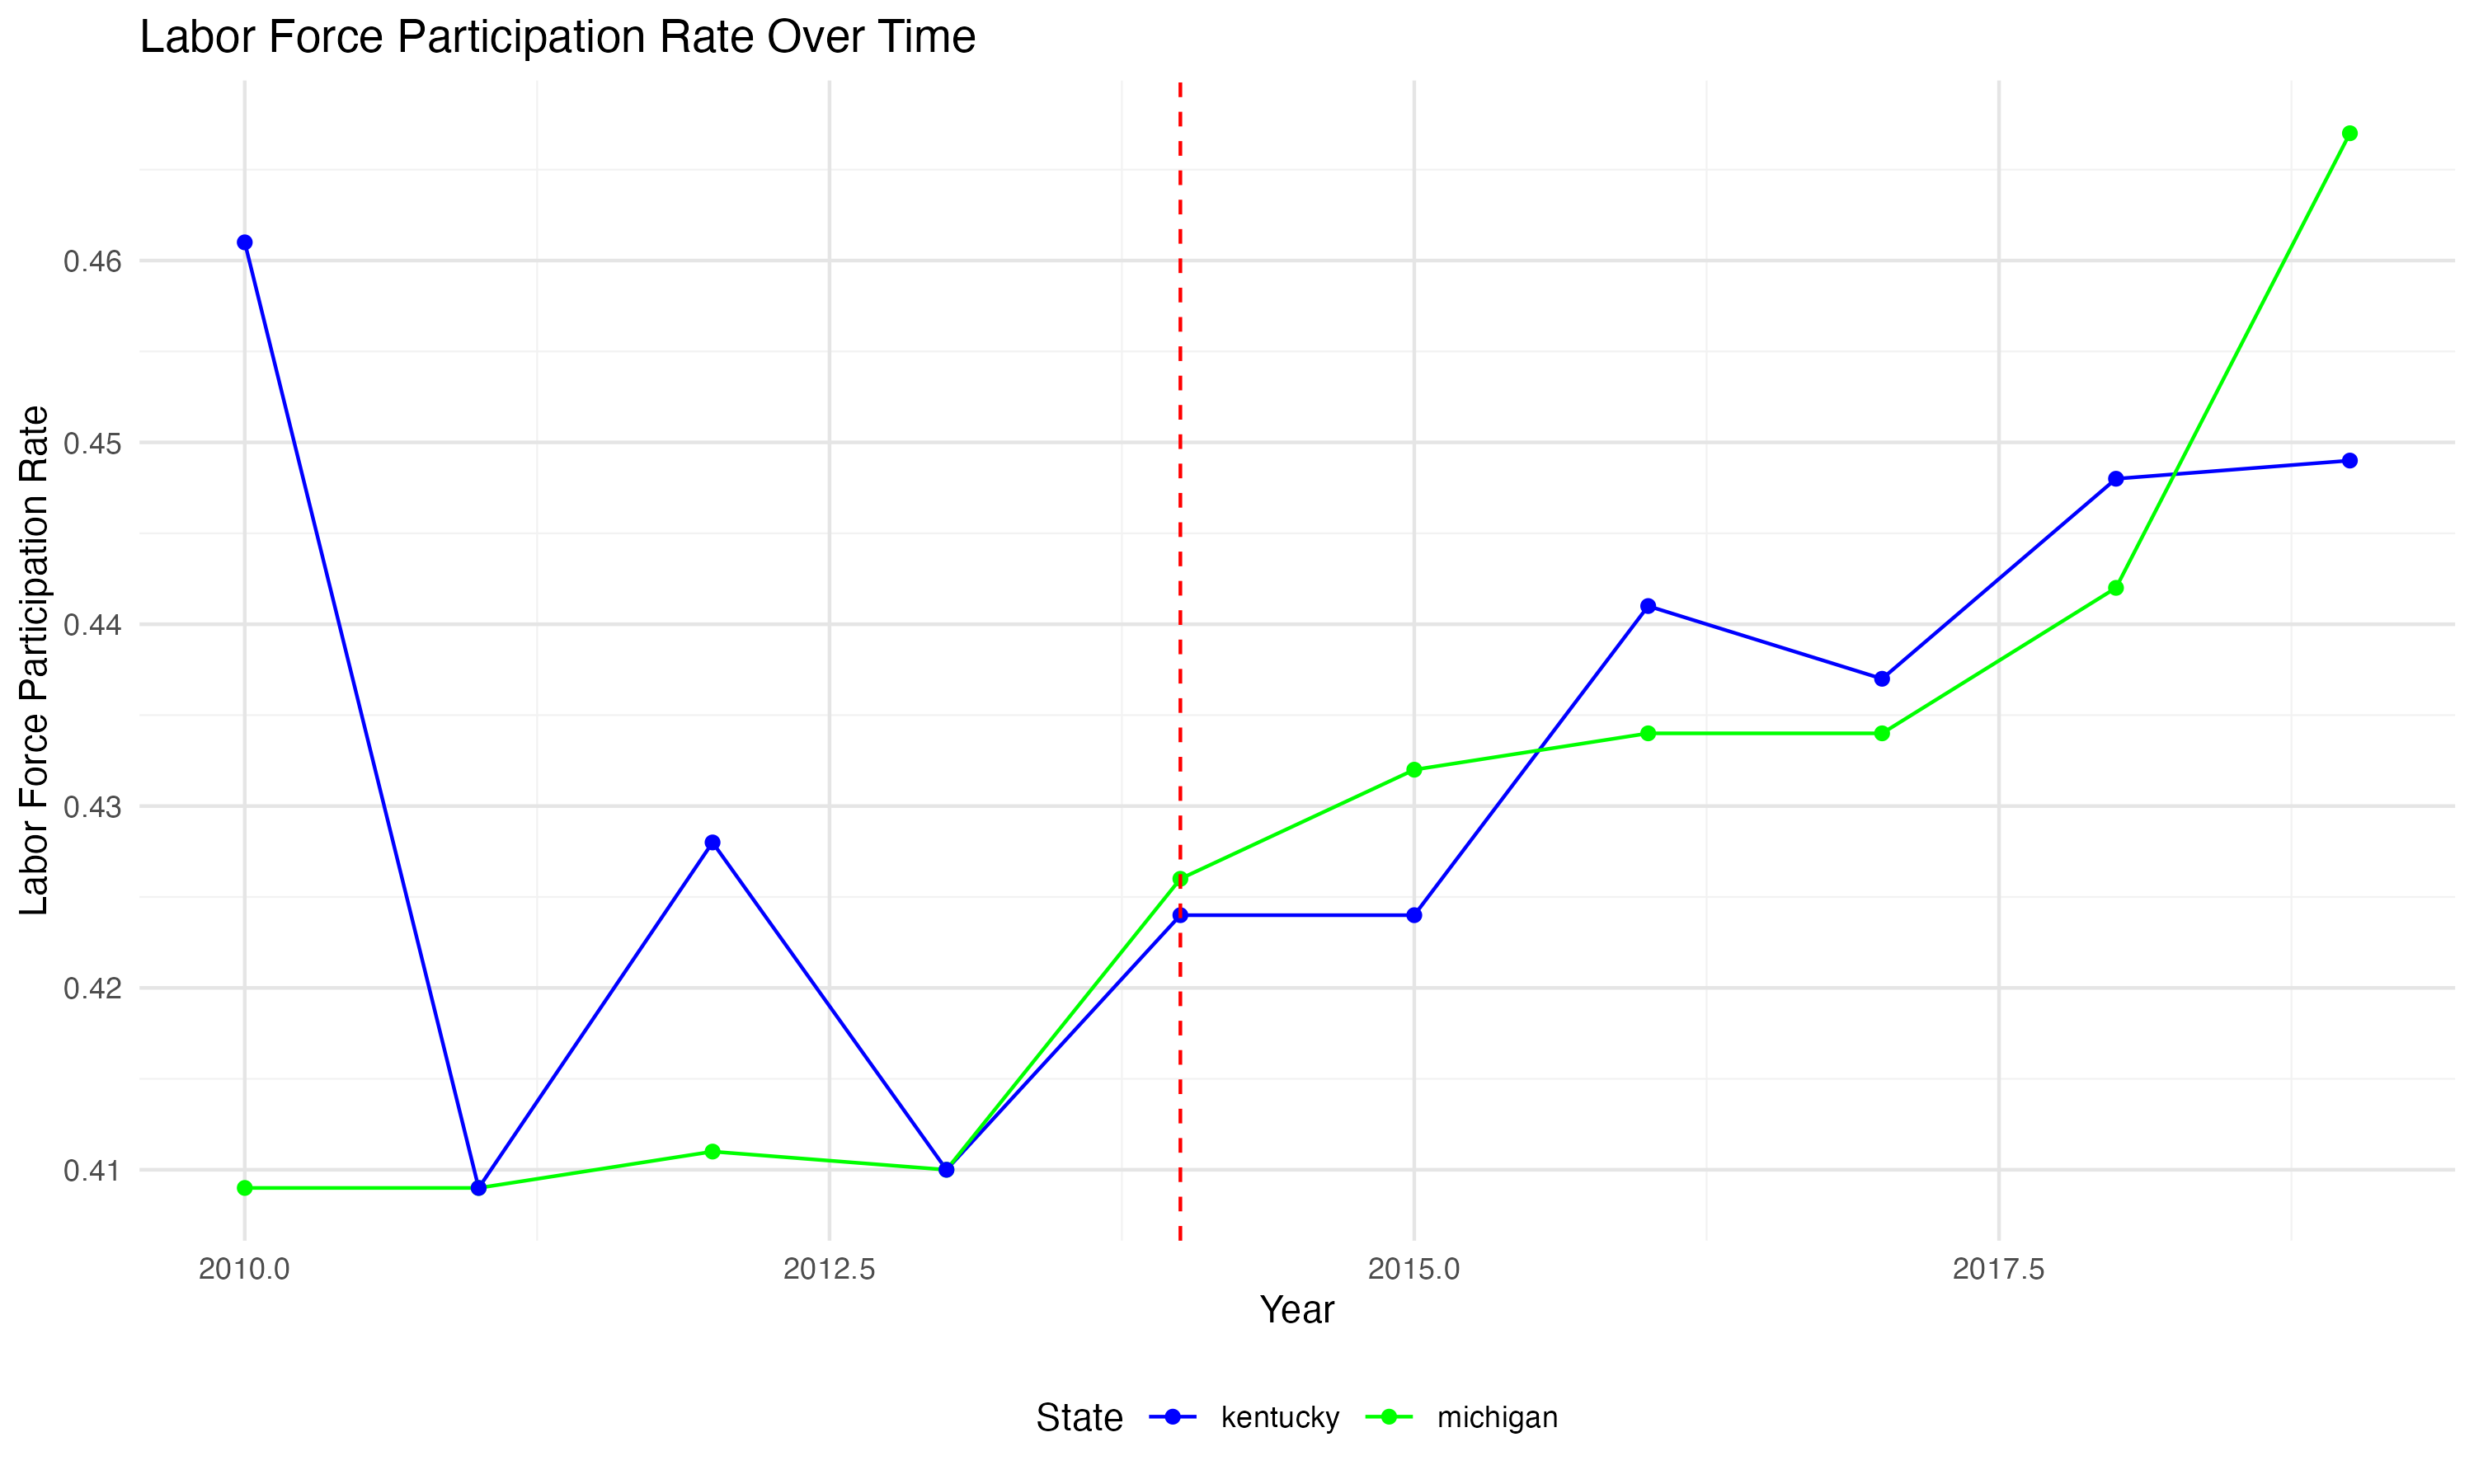 Labor Force Participation Rate Over Time
Labor Force Participation Rate
0.46
0.45
0.44
0.43
0.42
0.41
2010.0 2012.5 2015.0 2017.5
Year
State kentucky michigan